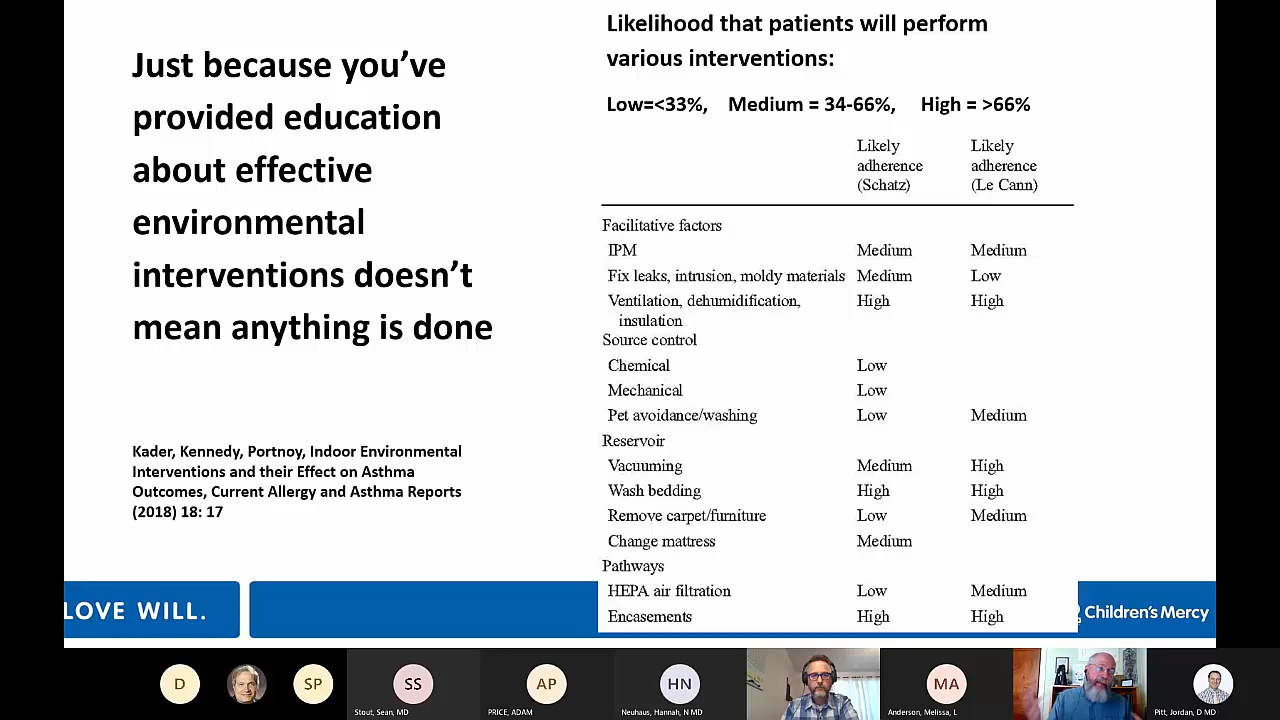 Just because you've
provided education
about effective
environmental
interventions doesn't
mean anything is done
Kader, Kennedy, Portnoy, Indoor Environmental
Interventions and their Effect on Asthma
Outcomes, Current Allergy and Asthma Reports
(2018) 18: 17
Likelihood that patients will perform
various interventions:
Low=<33%, Medium = 34-66%, High = >66%
Likely adherence (Schatz) Likely adherence (Le Cann)
Facilitative factors
IPM Medium Medium
Fix leaks, intrusion, moldy materials Medium Low
Ventilation, dehumidification, High High
insulation
Source control
Chemical Low
Mechanical Low
Pet avoidance/washing Low Medium
Reservoir
Vacuuming Medium High
Wash bedding High High
Remove carpet/furniture Low Medium
Change mattress Medium
Pathways
HEPA air filtration Low Medium
Encasements High High
LOVE WILL.
Children's Mercy
D
SP
SS
Stout, Sean, MD
AP
PRICE, ADAM
HN
Neuhaus, Hannah, N MD
MA
Anderson, Melissa, L
Pitt, Jordan, D MD